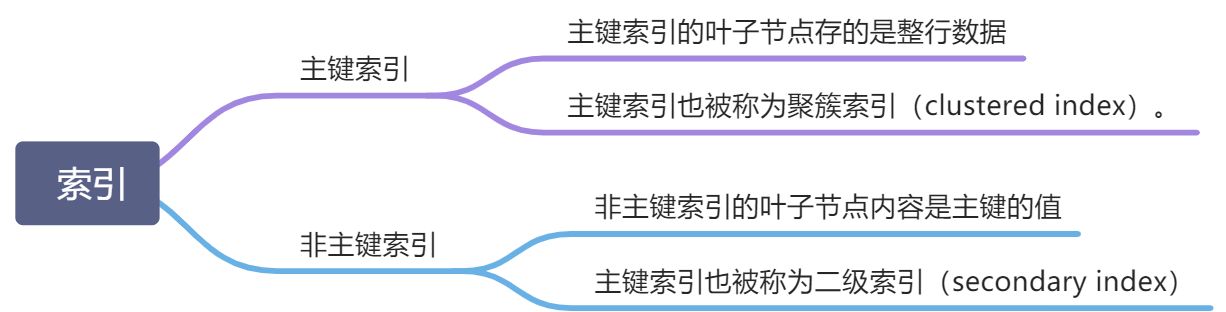 索引
主键索引
主键索引的叶子节点存的是整行数据
主键索引也被称为聚簇索引（clustered index）。
非主键索引
非主键索引的叶子节点内容是主键的值
主键索引也被称为二级索引（secondary index）